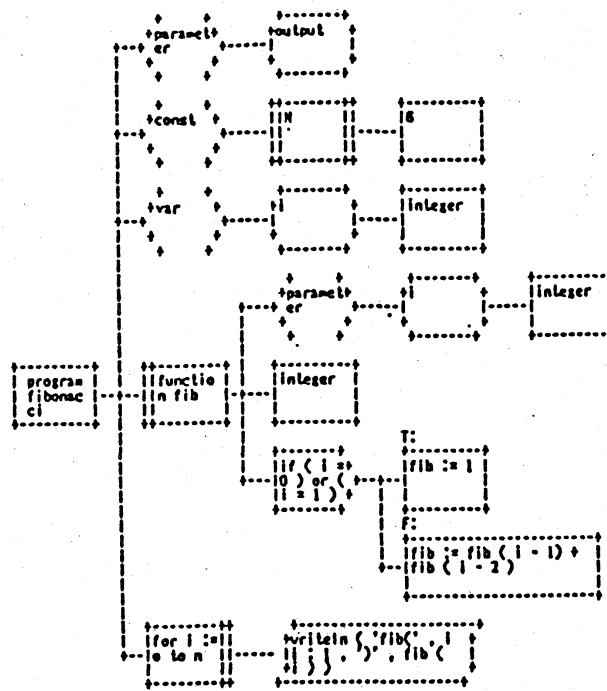 paramet
er
output
const
N
6
var
i
integer
paramet
er
i
integer
program
fibonac
ci
functio
n fib
integer
if ( i =
0 ) or (
i = 1 )
T:
fib := 1
F:
fib := fib ( i - 1) +
fib ( i - 2 )
for i :=
o to n
writeln ( 'fib(' , i
: , ')' , fib (
i ) )